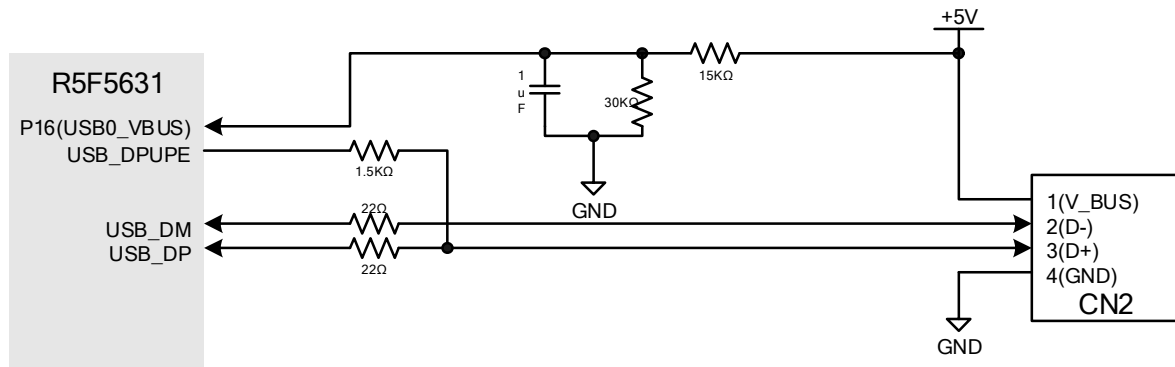 +5V
R5F5631
1
u
F
15KΩ
30KΩ
P16(USB0_VBUS)
USB_DPUPE
1.5KΩ
GND
22Ω
USB_DM
USB_DP
22Ω
1(V_BUS)
2(D-)
3(D+)
4(GND)
CN2
GND